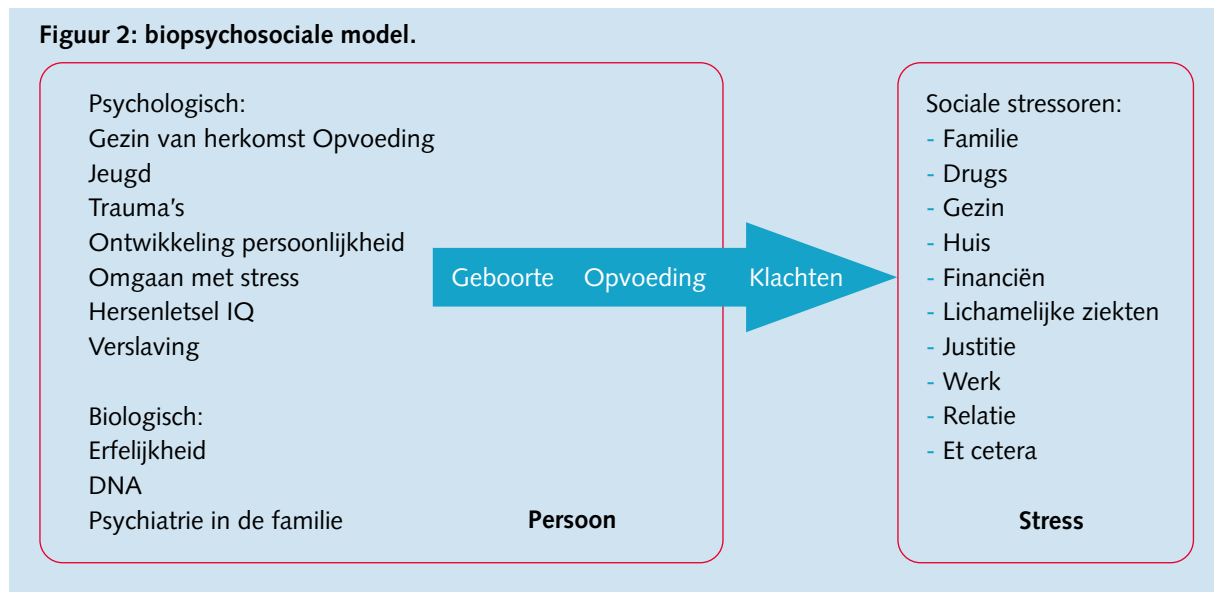 Figuur 2: biopsychosociale model.
Psychologisch:
Gezin van herkomst Opvoeding
Jeugd
Trauma's
Ontwikkeling persoonlijkheid
Omgaan met stress
Hersenletsel IQ
Verslaving
Biologisch:
Erfelijkheid
DNA
Psychiatrie in de familie
Persoon
Geboorte Opvoeding Klachten
Sociale stressoren:
- Familie
- Drugs
- Gezin
- Huis
- Financiën
- Lichamelijke ziekten
- Justitie
- Werk
- Relatie
- Et cetera
Stress